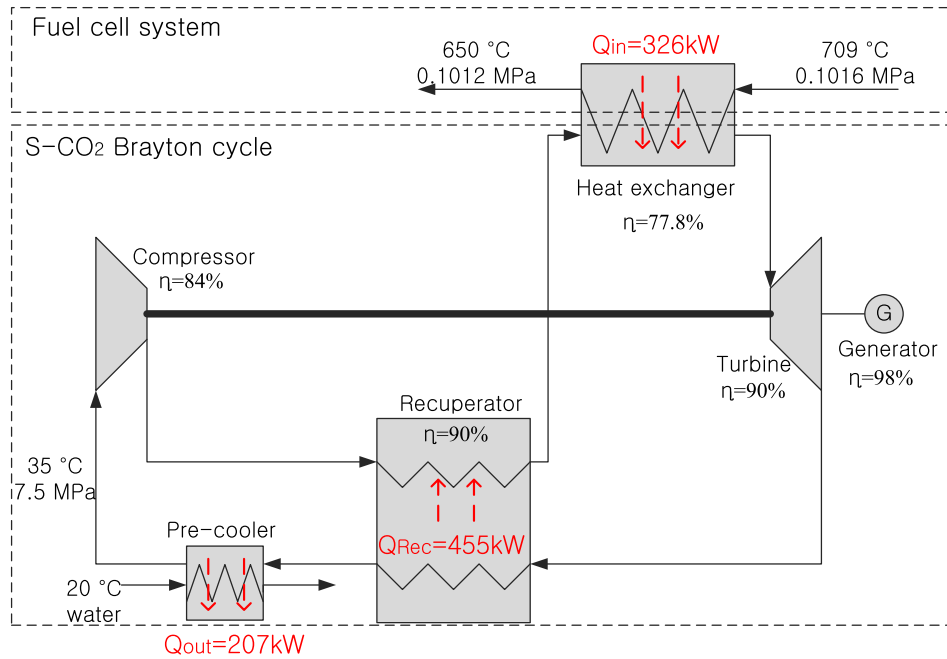 Fuel cell system
650 °C
0.1012 MPa
Qin=326kW
709 °C
0.1016 MPa
S-CO2 Brayton cycle
Heat exchanger
η=77.8%
Compressor
η=84%
G
Generator
η=98%
Turbine
η=90%
Recuperator
η=90%
35 °C
7.5 MPa
Pre-cooler
QRec=455kW
20 °C
water
Qout=207kW